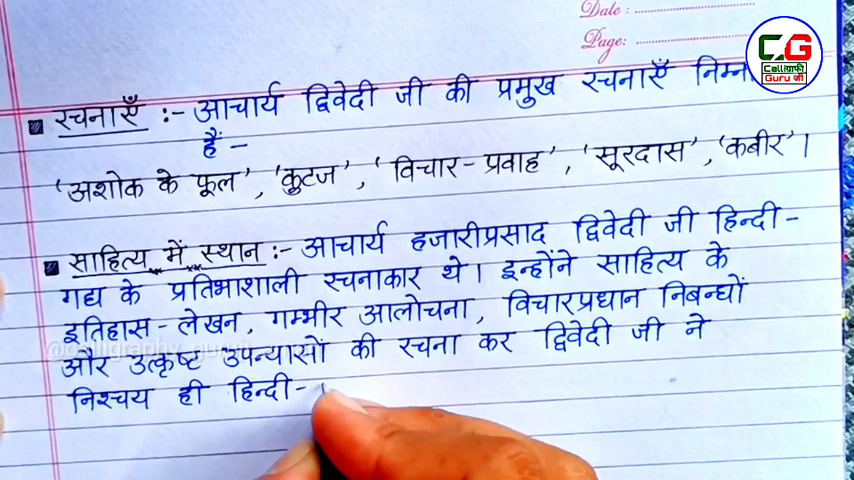 Date :
Page:
CG
Calliग्राफी
Guru जी
रचनाएँ :- आचार्य द्विवेदी जी की प्रमुख रचनाएँ
हैं -
'अशोक के फूल', 'कुटज', 'विचार-प्रवाह', 'सूरदास', 'कबीर'।
साहित्य में स्थान :- आचार्य हजारीप्रसाद द्विवेदी जी हिन्दी-
गद्य के प्रतिभाशाली रचनाकार थे। इन्होंने साहित्य के
इतिहास-लेखन, गम्भीर आलोचना, विचारप्रधान निबन्धों
और उत्कृष्ट उपन्यासों की रचना कर द्विवेदी जी ने
निश्चय ही हिन्दी-